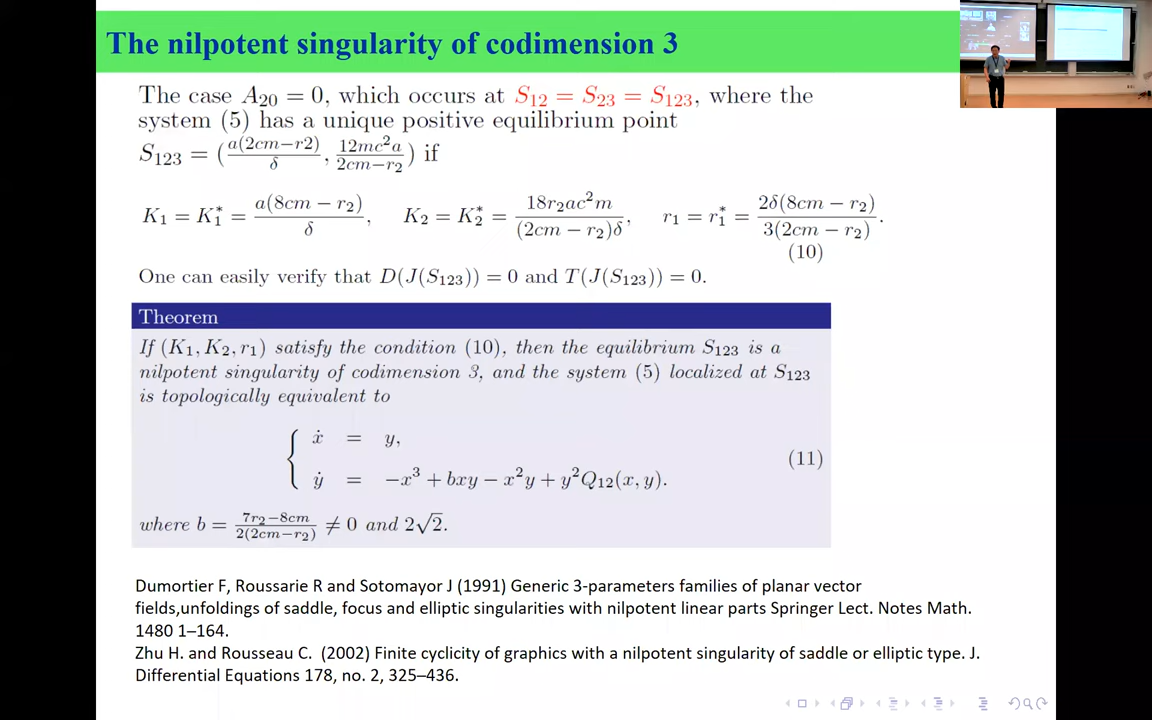 The nilpotent singularity of codimension 3
The case A₂₀ = 0, which occurs at S₁₂ = S₂₃ = S₁₂₃, where the
system (5) has a unique positive equilibrium point
S₁₂₃ = (a(2cm−r2)/δ, 12mc²a/(2cm−r₂)) if
K₁ = K₁* = a(8cm − r₂)/δ, K₂ = K₂* = 18r₂ac²m/((2cm − r₂)δ), r₁ = r₁* = 2δ(8cm − r₂)/(3(2cm − r₂)).
(10)
One can easily verify that D(J(S₁₂₃)) = 0 and T(J(S₁₂₃)) = 0.
Theorem
If (K₁, K₂, r₁) satisfy the condition (10), then the equilibrium S₁₂₃ is a
nilpotent singularity of codimension 3, and the system (5) localized at S₁₂₃
is topologically equivalent to
{ ẋ = y,
ẏ = −x³ + bxy − x²y + y²Q₁₂(x, y). (11)
where b = (7r₂−8cm)/(2(2cm−r₂)) ≠ 0 and 2√2.
Dumortier F, Roussarie R and Sotomayor J (1991) Generic 3-parameters families of planar vector
fields,unfoldings of saddle, focus and elliptic singularities with nilpotent linear parts Springer Lect. Notes Math.
1480 1–164.
Zhu H. and Rousseau C. (2002) Finite cyclicity of graphics with a nilpotent singularity of saddle or elliptic type. J.
Differential Equations 178, no. 2, 325–436.